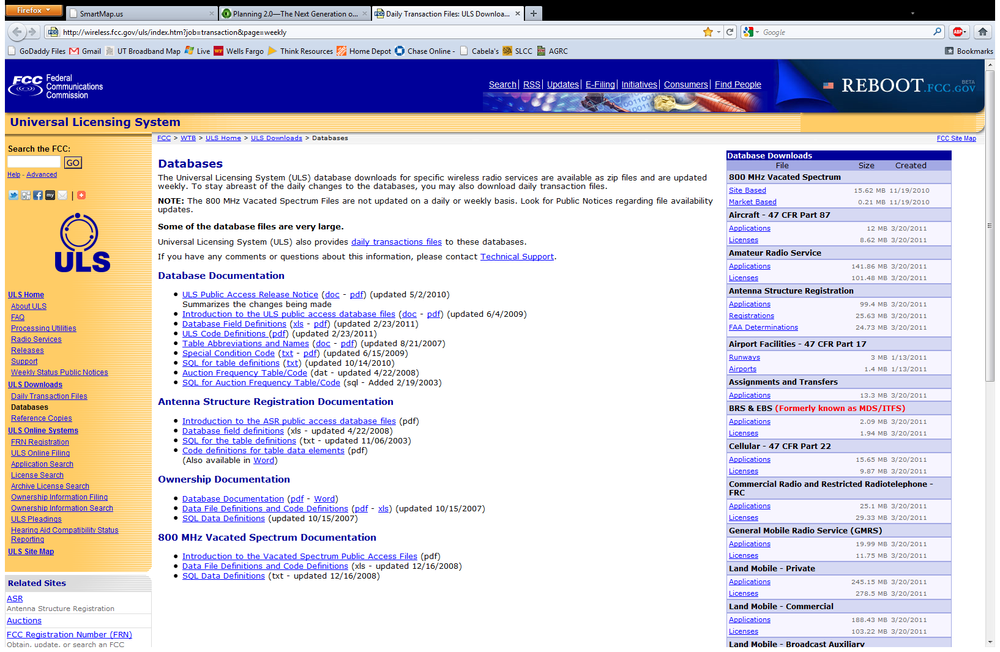 Firefox
SmartMap.us
Planning 2.0—The Next Generation o...
FCC Daily Transaction Files: ULS Downloa...
http://wireless.fcc.gov/uls/index.htm?job=transaction&page=weekly
Google
ABP
GoDaddy Files Gmail UT Broadband Map Live WF Wells Fargo Think Resources Home Depot Chase Online - Cabela's SLCC AGRC Bookmarks
FCC Federal
Communications
Commission
Search RSS Updates E-Filing Initiatives Consumers Find People
REBOOT.FCC.GOV BETA
Universal Licensing System
FCC > WTB > ULS Home > ULS Downloads > Databases
FCC Site Map
Search the FCC:
GO
Help - Advanced
my |
ULS
ULS Home
About ULS
FAQ
Processing Utilities
Radio Services
Releases
Support
Weekly Status Public Notices
ULS Downloads
Daily Transaction Files
Databases
Reference Copies
ULS Online Systems
FRN Registration
ULS Online Filing
Application Search
License Search
Archive License Search
Ownership Information Filing
Ownership Information Search
ULS Pleadings
Hearing Aid Compatibility Status
Reporting
ULS Site Map
Related Sites
ASR
Antenna Structure Registration
Auctions
FCC Registration Number (FRN)
Obtain, update, or search an FCC
Databases
The Universal Licensing System (ULS) database downloads for specific wireless radio services are available as zip files and are updated
weekly. To stay abreast of the daily changes to the databases, you may also download daily transaction files.
NOTE: The 800 MHz Vacated Spectrum Files are not updated on a daily or weekly basis. Look for Public Notices regarding file availability
updates.
Some of the database files are very large.
Universal Licensing System (ULS) also provides daily transactions files to these databases.
If you have any comments or questions about this information, please contact Technical Support.
Database Documentation
ULS Public Access Release Notice (doc - pdf) (updated 5/2/2010)
Summarizes the changes being made
Introduction to the ULS public access database files (doc - pdf) (updated 6/4/2009)
Database Field Definitions (xls - pdf) (updated 2/23/2011)
ULS Code Definitions (pdf) (updated 2/23/2011)
Table Abbreviations and Names (doc - pdf) (updated 8/21/2007)
Special Condition Code (txt - pdf) (updated 6/15/2009)
SQL for table definitions (txt) (updated 10/14/2010)
Auction Frequency Table/Code (dat - updated 4/22/2008)
SQL for Auction Frequency Table/Code (sql - Added 2/19/2003)
Antenna Structure Registration Documentation
Introduction to the ASR public access database files (pdf)
Database field definitions (xls - updated 4/22/2008)
SQL for the table definitions (txt - updated 11/06/2003)
Code definitions for table data elements (pdf)
(Also available in Word)
Ownership Documentation
Database Documentation (pdf - Word)
Data File Definitions and Code Definitions (pdf - xls) (updated 10/15/2007)
SQL Data Definitions (updated 10/15/2007)
800 MHz Vacated Spectrum Documentation
Introduction to the Vacated Spectrum Public Access Files (pdf)
Data File Definitions and Code Definitions (xls - updated 12/16/2008)
SQL Data Definitions (txt - updated 12/16/2008)
Database Downloads
File Size Created
800 MHz Vacated Spectrum
Site Based 15.62 MB 11/19/2010
Market Based 0.21 MB 11/19/2010
Aircraft - 47 CFR Part 87
Applications 12 MB 3/20/2011
Licenses 8.62 MB 3/20/2011
Amateur Radio Service
Applications 141.86 MB 3/20/2011
Licenses 101.48 MB 3/20/2011
Antenna Structure Registration
Applications 99.4 MB 3/20/2011
Registrations 25.63 MB 3/20/2011
FAA Determinations 24.73 MB 3/20/2011
Airport Facilities - 47 CFR Part 17
Runways 3 MB 1/13/2011
Airports 1.4 MB 1/13/2011
Assignments and Transfers
Applications 13.3 MB 3/20/2011
BRS & EBS (Formerly known as MDS/ITFS)
Applications 2.09 MB 3/20/2011
Licenses 1.94 MB 3/20/2011
Cellular - 47 CFR Part 22
Applications 15.65 MB 3/20/2011
Licenses 9.87 MB 3/20/2011
Commercial Radio and Restricted Radiotelephone -
FRC
Applications 25.1 MB 3/20/2011
Licenses 29.33 MB 3/20/2011
General Mobile Radio Service (GMRS)
Applications 19.99 MB 3/20/2011
Licenses 11.75 MB 3/20/2011
Land Mobile - Private
Applications 245.15 MB 3/20/2011
Licenses 278.5 MB 3/20/2011
Land Mobile - Commercial
Applications 188.43 MB 3/20/2011
Licenses 103.22 MB 3/20/2011
Land Mobile - Broadcast Auxiliary